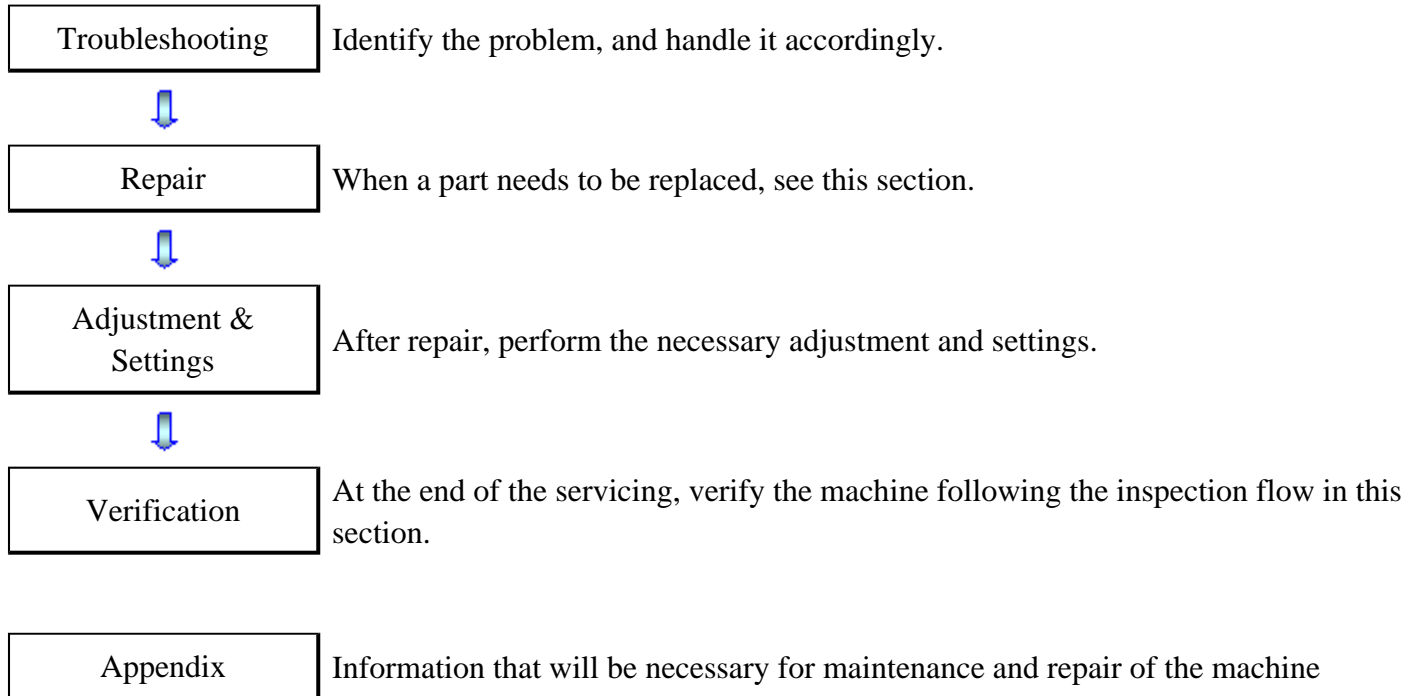 Troubleshooting
Identify the problem, and handle it accordingly.
Repair
When a part needs to be replaced, see this section.
Adjustment &
Settings
After repair, perform the necessary adjustment and settings.
Verification
At the end of the servicing, verify the machine following the inspection flow in this
section.
Appendix
Information that will be necessary for maintenance and repair of the machine